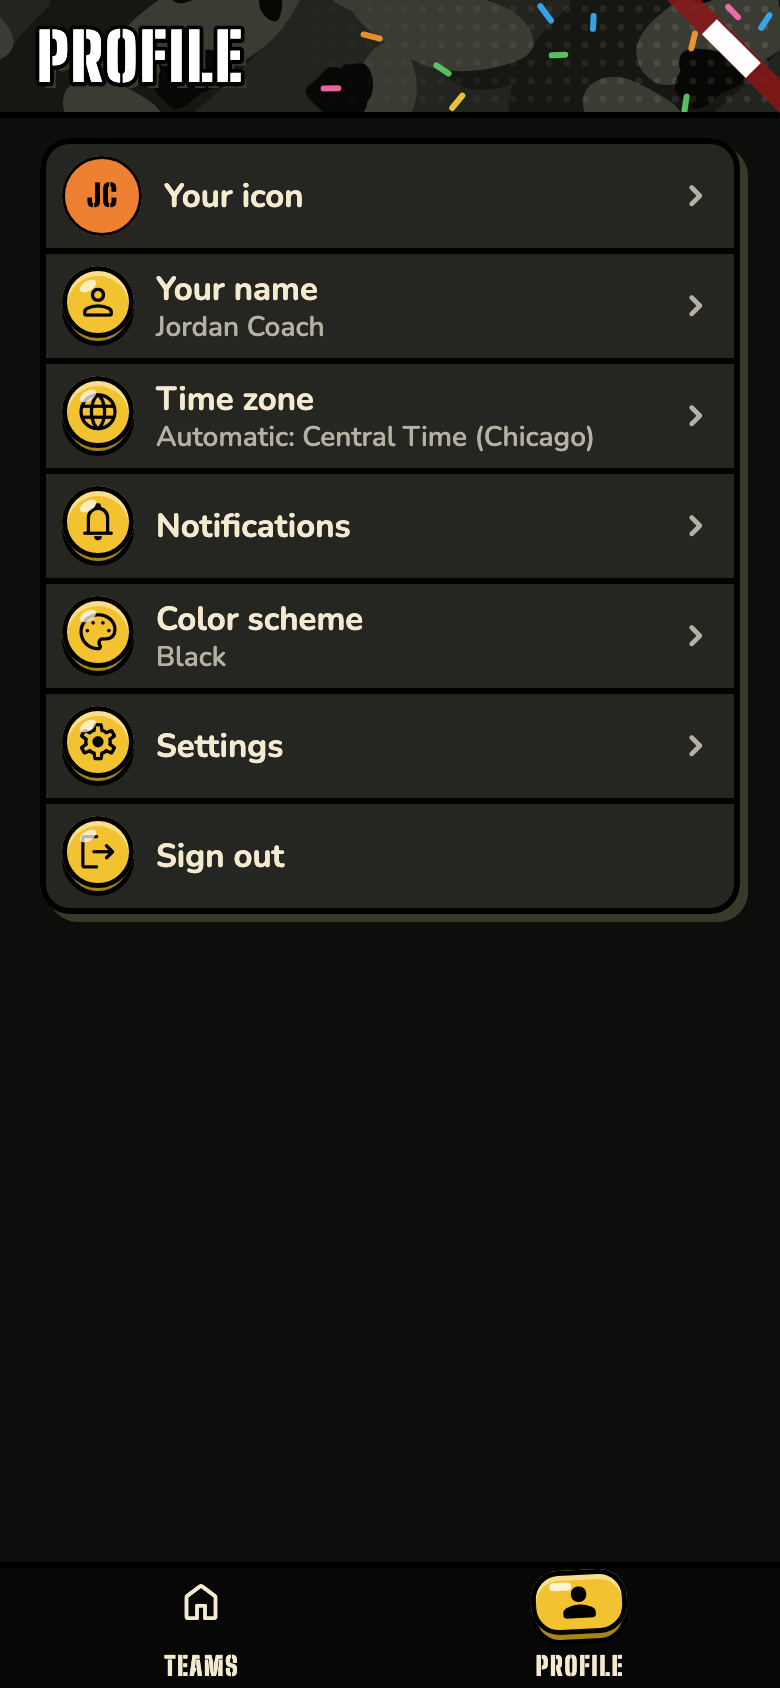 PROFILE
JC
Your icon
Your name
Jordan Coach
Time zone
Automatic: Central Time (Chicago)
Notifications
Color scheme
Black
Settings
Sign out
TEAMS
PROFILE